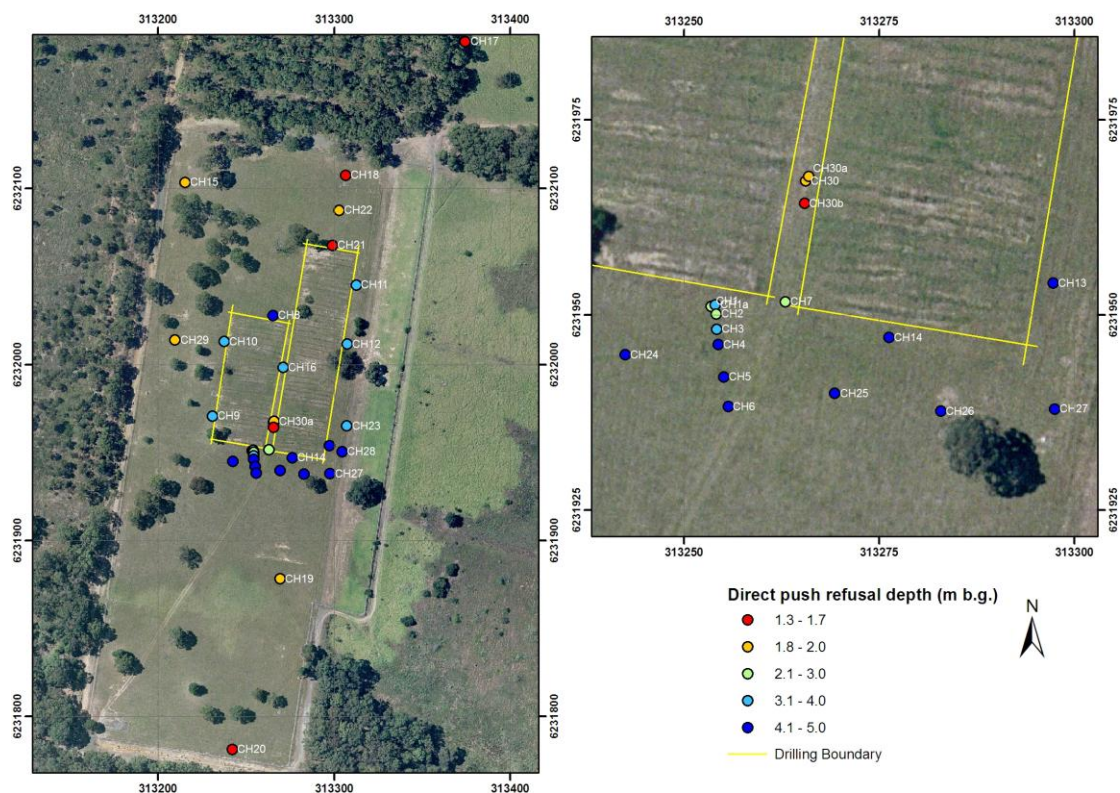 313200 313300 313400
CH17
6232100
CH18
CH15
CH22
CH21
CH11
CH8
CH10
CH12
CH29
6232000
CH16
CH9
CH30a
CH23
CH28
CH14
CH27
6231900
CH19
6231800
CH20
313200 313300 313400
313250 313275 313300
6231975 6231975
CH30a
CH30
CH30b
CH13
CH1 CH7
CH1a
CH2
6231950 6231950
CH3
CH14
CH4
CH24
CH5
CH25
CH6
CH26
CH27
6231925 6231925
313250 313275 313300
Direct push refusal depth (m b.g.)
1.3 - 1.7
1.8 - 2.0
2.1 - 3.0
3.1 - 4.0
4.1 - 5.0
Drilling Boundary
N